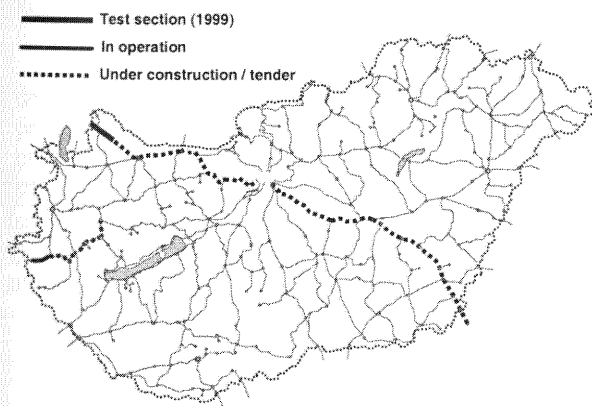 Test section (1999)
In operation
Under construction / tender